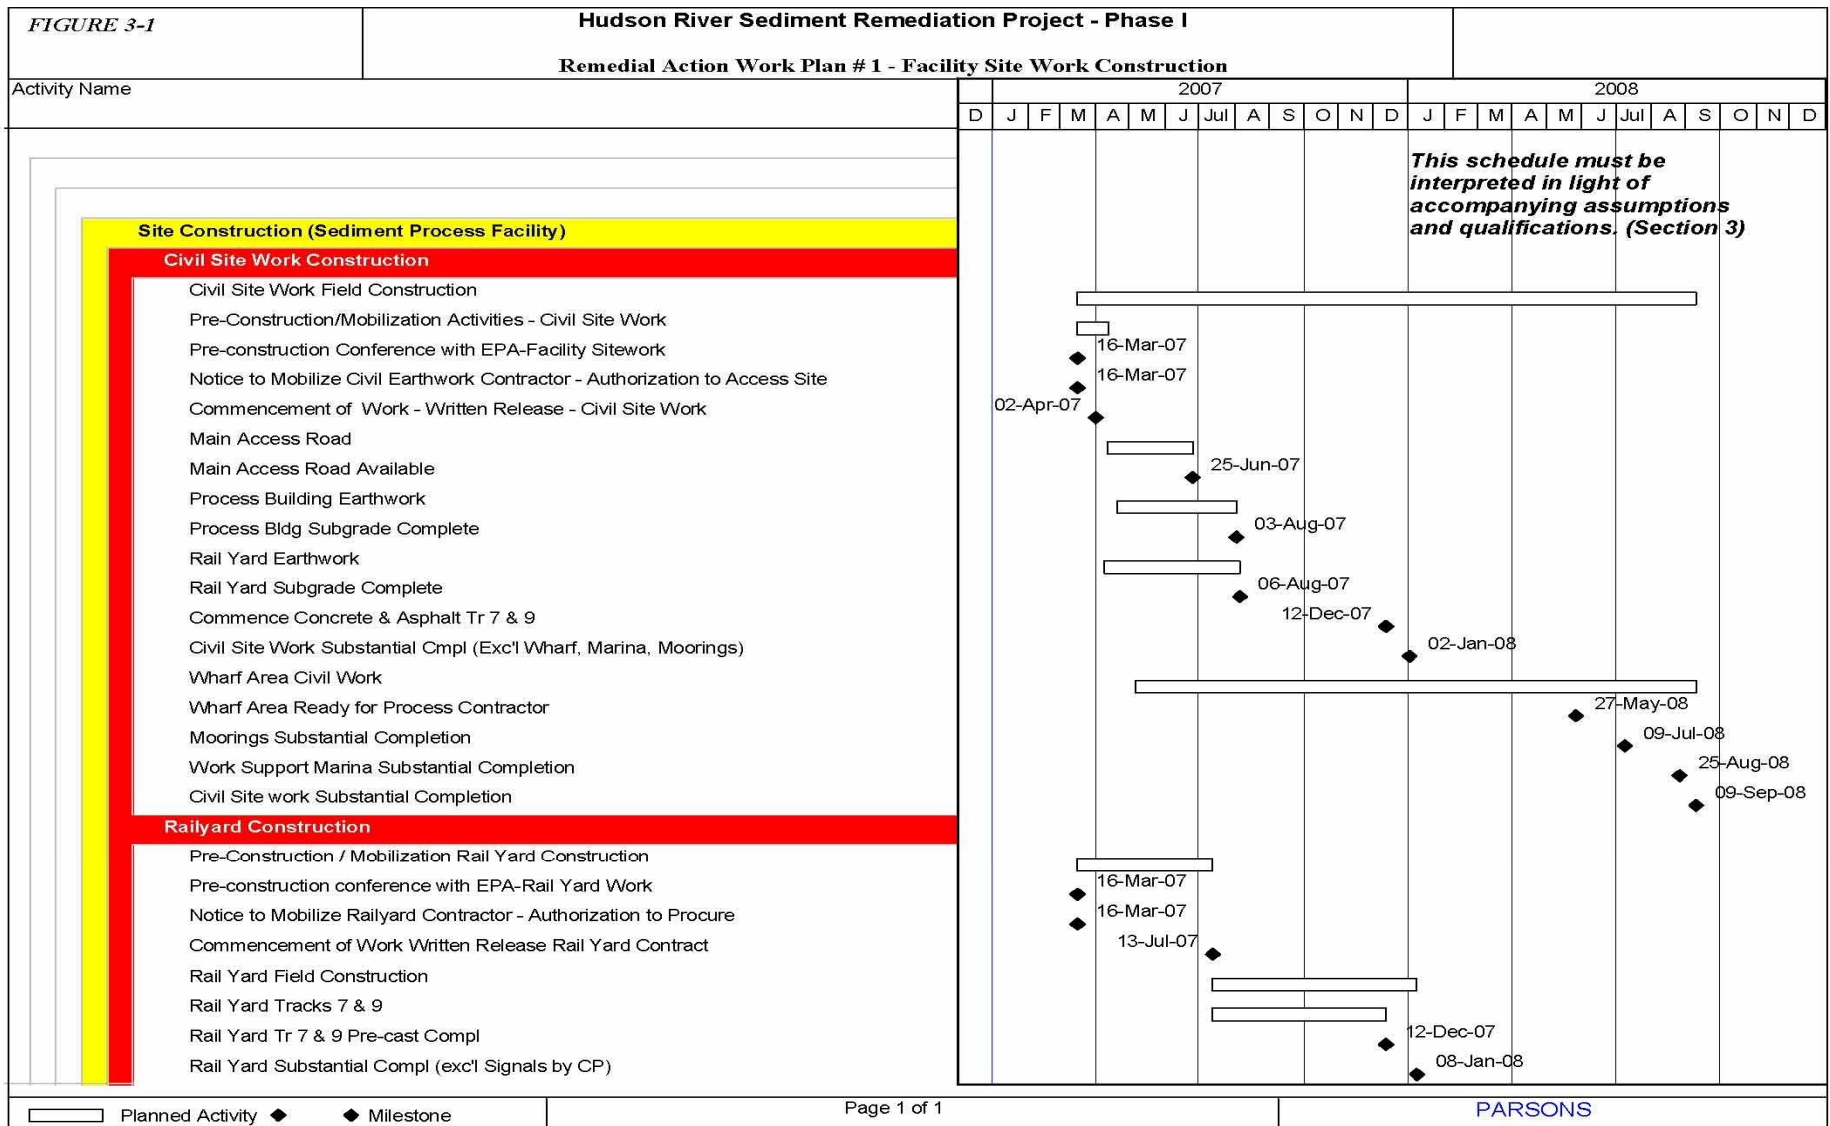 FIGURE 3-1
Hudson River Sediment Remediation Project - Phase I
Remedial Action Work Plan # 1 - Facility Site Work Construction
Activity Name
2007 2008
D J F M A M J Jul A S O N D J F M A M J Jul A S O N D
This schedule must be
interpreted in light of
accompanying assumptions
and qualifications. (Section 3)
Site Construction (Sediment Process Facility)
Civil Site Work Construction
Civil Site Work Field Construction
Pre-Construction/Mobilization Activities - Civil Site Work
Pre-construction Conference with EPA-Facility Sitework 16-Mar-07
Notice to Mobilize Civil Earthwork Contractor - Authorization to Access Site 16-Mar-07
Commencement of Work - Written Release - Civil Site Work 02-Apr-07
Main Access Road
Main Access Road Available 25-Jun-07
Process Building Earthwork
Process Bldg Subgrade Complete 03-Aug-07
Rail Yard Earthwork
Rail Yard Subgrade Complete 06-Aug-07
Commence Concrete & Asphalt Tr 7 & 9 12-Dec-07
Civil Site Work Substantial Cmpl (Exc'l Wharf, Marina, Moorings) 02-Jan-08
Wharf Area Civil Work
Wharf Area Ready for Process Contractor 27-May-08
Moorings Substantial Completion 09-Jul-08
Work Support Marina Substantial Completion 25-Aug-08
Civil Site work Substantial Completion 09-Sep-08
Railyard Construction
Pre-Construction / Mobilization Rail Yard Construction
Pre-construction conference with EPA-Rail Yard Work 16-Mar-07
Notice to Mobilize Railyard Contractor - Authorization to Procure 16-Mar-07
Commencement of Work Written Release Rail Yard Contract 13-Jul-07
Rail Yard Field Construction
Rail Yard Tracks 7 & 9
Rail Yard Tr 7 & 9 Pre-cast Compl 12-Dec-07
Rail Yard Substantial Compl (exc'l Signals by CP) 08-Jan-08
Planned Activity Milestone
Page 1 of 1
PARSONS